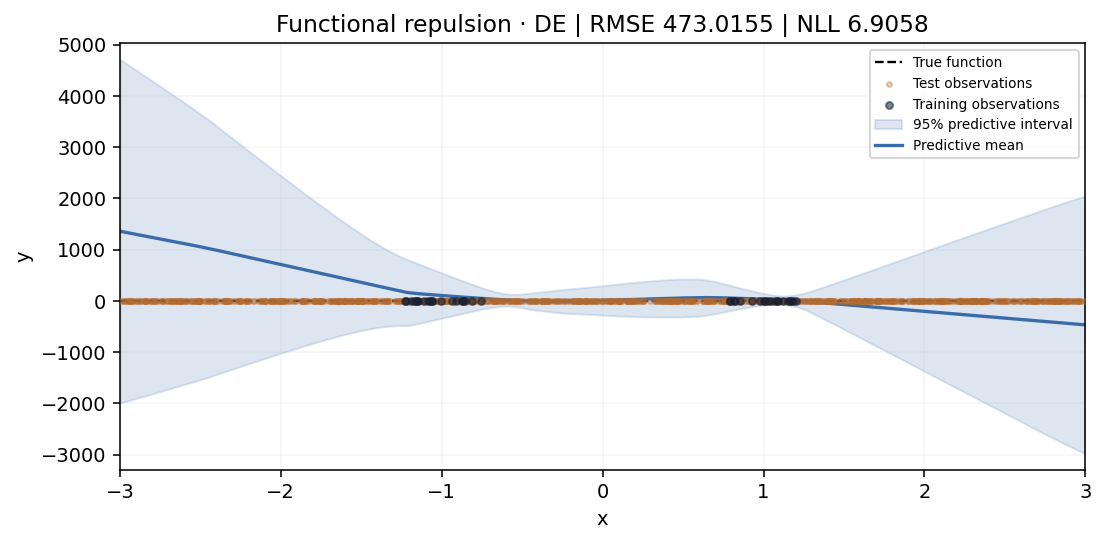 Functional repulsion · DE | RMSE 473.0155 | NLL 6.9058
5000
4000
3000
2000
1000
0
−1000
−2000
−3000
y
True function
Test observations
Training observations
95% predictive interval
Predictive mean
−3 −2 −1 0 1 2 3
x